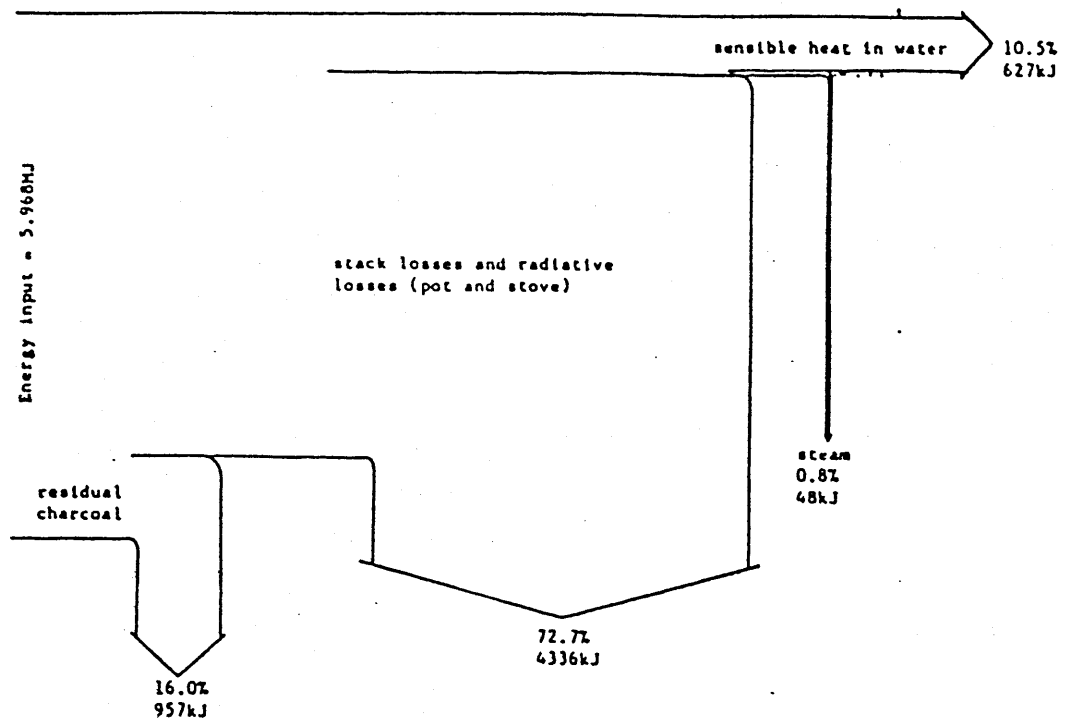 sensible heat in water
10.5%
627kJ
Energy input = 5.968MJ
stack losses and radiative
losses (pot and stove)
steam
0.8%
48kJ
residual
charcoal
72.7%
4336kJ
16.0%
957kJ